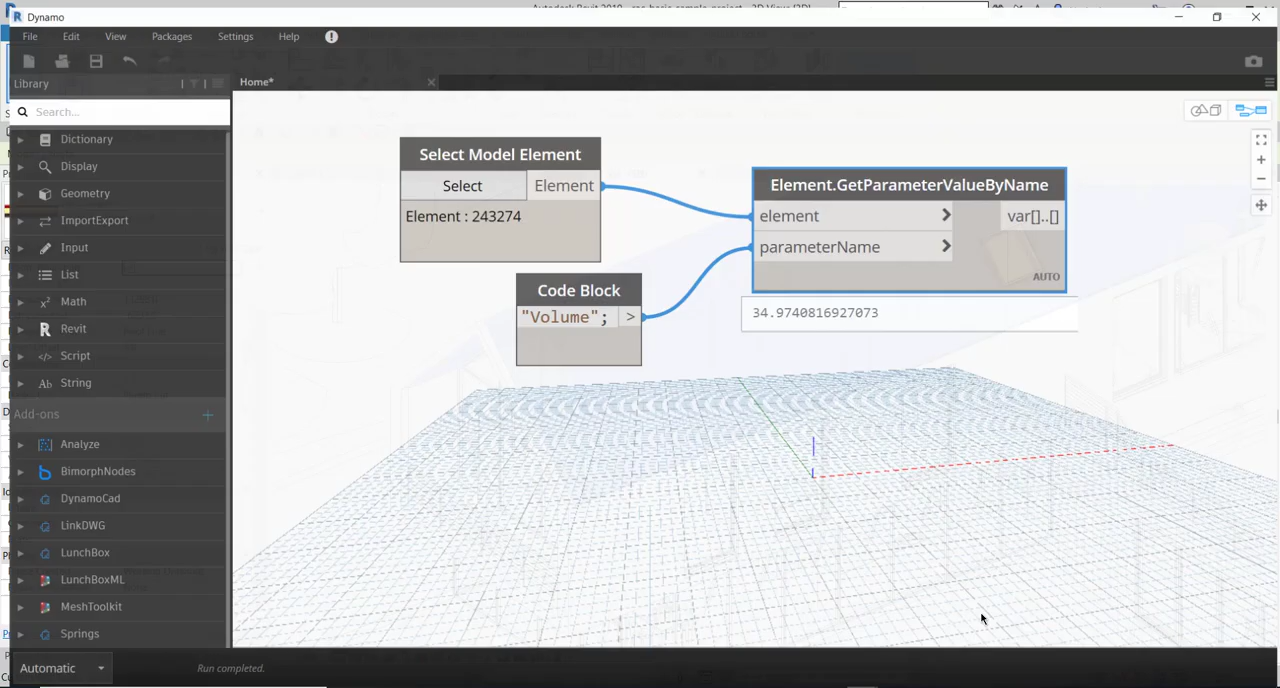 Dynamo
File Edit View Packages Settings Help
Library
Home*
Search...
Dictionary
Display
Geometry
ImportExport
Input
List
Math
Revit
Script
String
Add-ons
Analyze
BimorphNodes
DynamoCad
LinkDWG
LunchBox
LunchBoxML
MeshToolkit
Springs
Select Model Element
Select Element
Element : 243274
Code Block
"Volume"; >
Element.GetParameterValueByName
element > var[]..[]
parameterName >
AUTO
34.9740816927073
Automatic
Run completed.